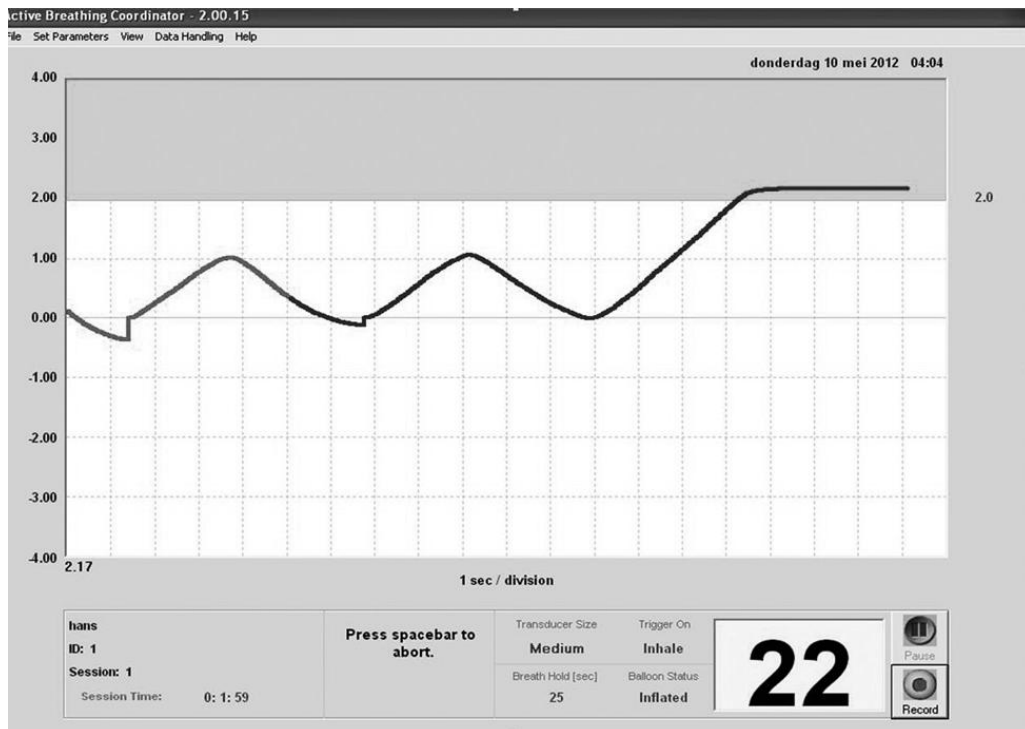 Active Breathing Coordinator - 2.00.15
File Set Parameters View Data Handling Help
donderdag 10 mei 2012 04:04
4.00
3.00
2.00 2.0
1.00
0.00
-1.00
-2.00
-3.00
-4.00
2.17
1 sec / division
hans
ID: 1
Session: 1
Session Time: 0: 1: 59
Press spacebar to
abort.
Transducer Size Trigger On
Medium Inhale
Breath Hold [sec] Balloon Status
25 Inflated
22
Pause
Record